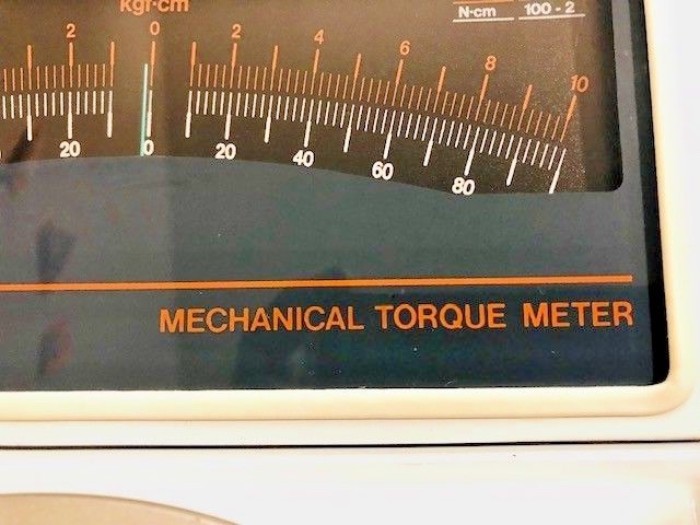 kgf·cm
N-cm 100-2
2 0 2 4 6 8 10
20 0 20 40 60 80
MECHANICAL TORQUE METER